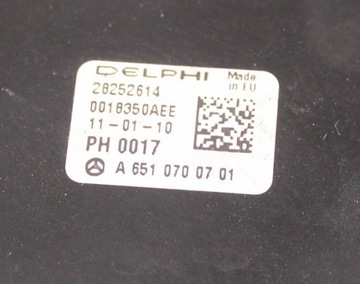 DELPHI Made in EU
28252614
0018350AEE
11-01-10
PH 0017
A 651 070 07 01